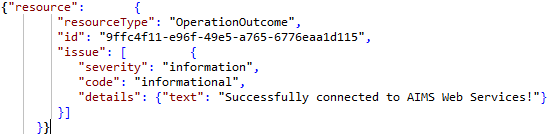 {"resource":        {
"resourceType": "OperationOutcome",
"id": "9ffc4f11-e96f-49e5-a765-6776eaa1d115",
"issue": [          {
"severity": "information",
"code": "informational",
"details": {"text": "Successfully connected to AIMS Web Services!"}
}]
}}